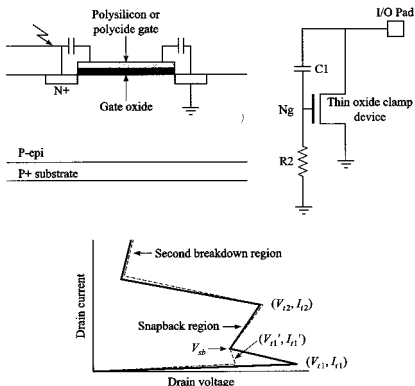 Polysilicon or
polycide gate
N+
Gate oxide
P-epi
P+ substrate
I/O Pad
C1
Ng
Thin oxide clamp
device
R2
Second breakdown region
(Vt2, It2)
Snapback region
Vsb
(Vt1′, It1′)
(Vt1, It1)
Drain current
Drain voltage